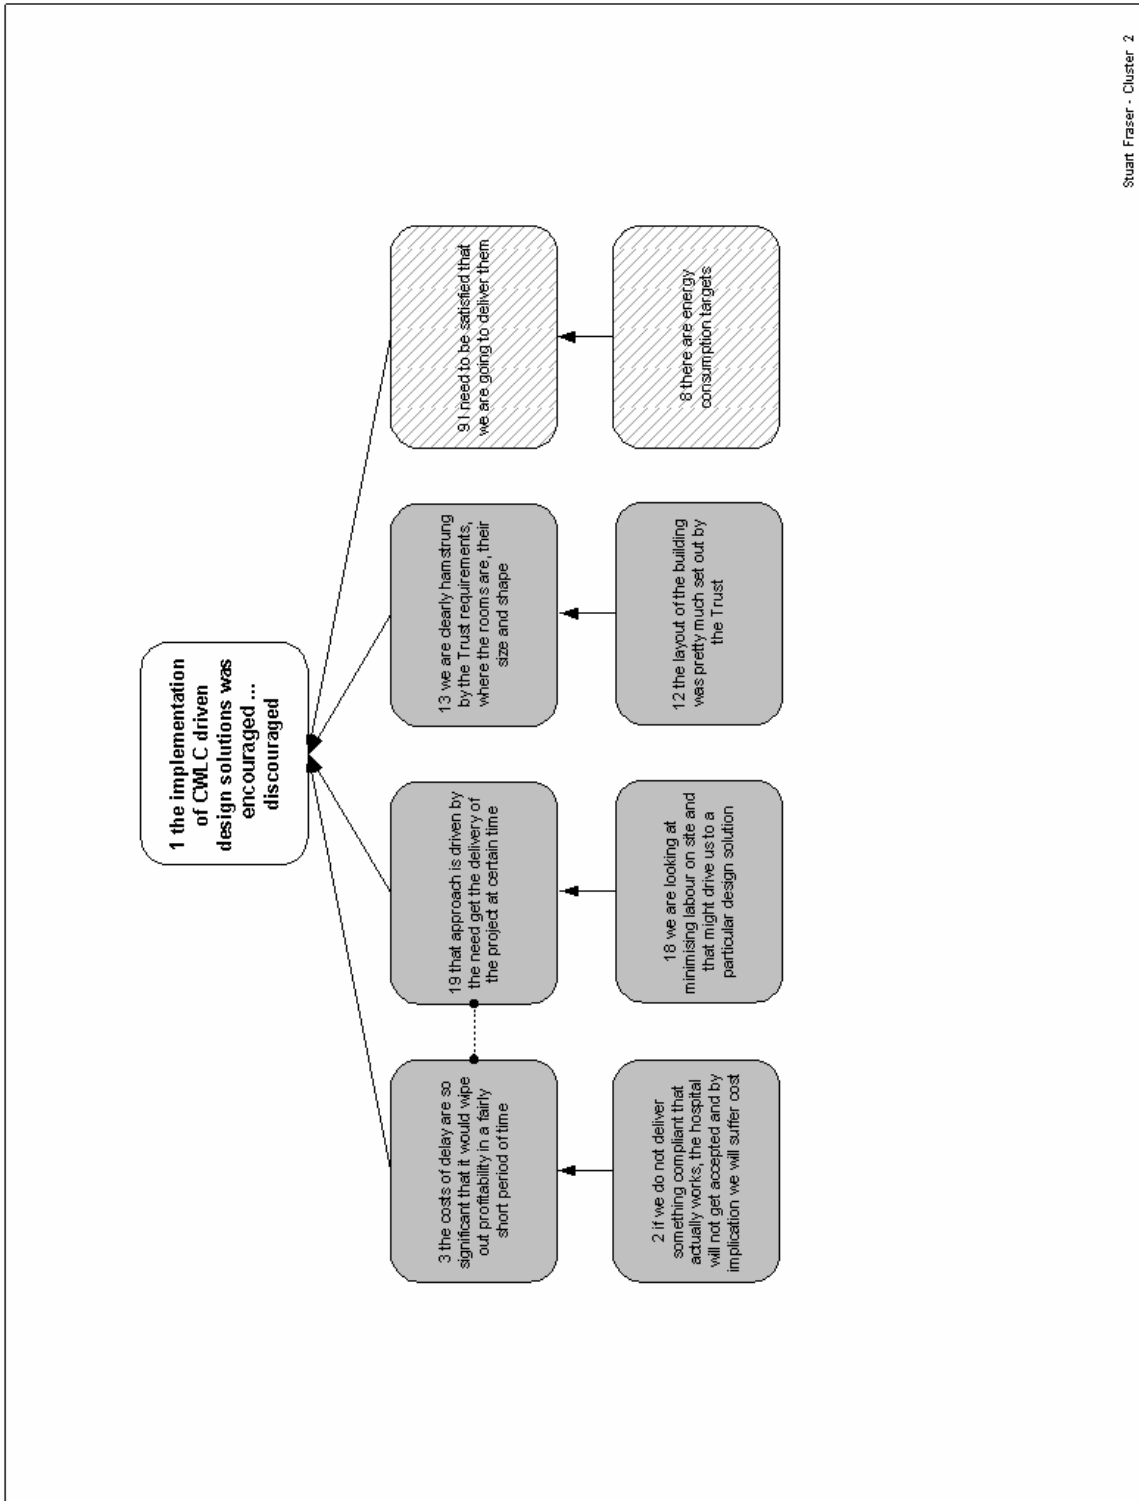 1 the implementation
of CWLC driven
design solutions was
encouraged ...
discouraged
3 the costs of delay are so
significant that it would wipe
out profitability in a fairly
short period of time
19 that approach is driven by
the need get the delivery of
the project at certain time
13 we are clearly hamstrung
by the Trust requirements,
where the rooms are, their
size and shape
9 I need to be satisfied that
we are going to deliver them
2 if we do not deliver
something compliant that
actually works, the hospital
will not get accepted and by
implication we will suffer cost
18 we are looking at
minimising labour on site and
that might drive us to a
particular design solution
12 the layout of the building
was pretty much set out by
the Trust
8 there are energy
consumption targets
Stuart Fraser - Cluster 2